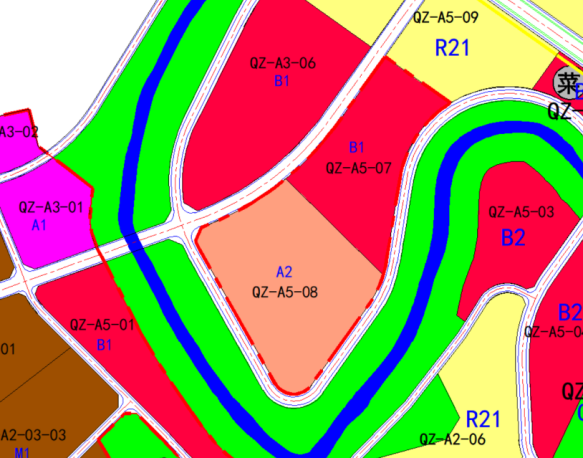 QZ-A5-09
R21
QZ-A3-06
B1
菜
QZ-
A3-02
B1
QZ-A5-07
QZ-A3-01
A1
QZ-A5-03
B2
A2
QZ-A5-08
B2
QZ-A5-0
QZ-A5-01
B1
01
QZ
R21
QZ-A2-06
A2-03-03
M1